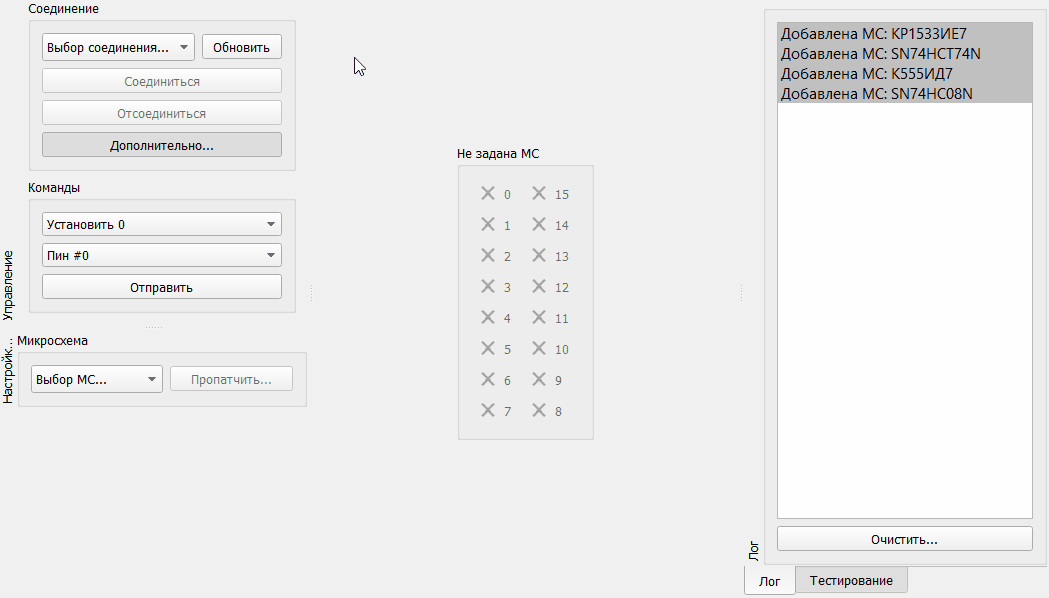 Соединение
Выбор соединения...
Обновить
Соединиться
Отсоединиться
Дополнительно...
Команды
Установить 0
Пин #0
Отправить
Управление
Настройк...
Микросхема
Выбор МС...
Пропатчить...
Не задана МС
0 15
1 14
2 13
3 12
4 11
5 10
6 9
7 8
Добавлена МС: КР1533ИЕ7
Добавлена МС: SN74HCT74N
Добавлена МС: К555ИД7
Добавлена МС: SN74HC08N
Очистить...
Лог
Лог
Тестирование